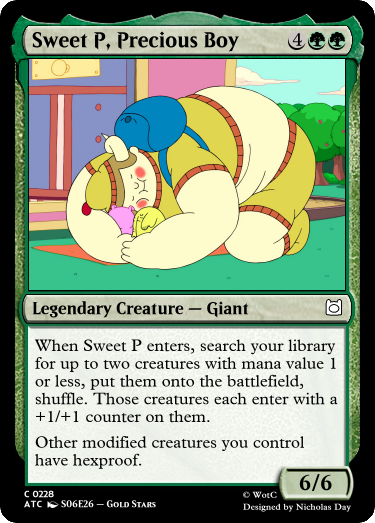 Sweet P, Precious Boy 4
Legendary Creature — Giant
When Sweet P enters, search your library
for up to two creatures with mana value 1
or less, put them onto the battlefield,
shuffle. Those creatures each enter with a
+1/+1 counter on them.
Other modified creatures you control
have hexproof.
6/6
C 0228
ATC S06E26 – Gold Stars
© WotC
Designed by Nicholas Day